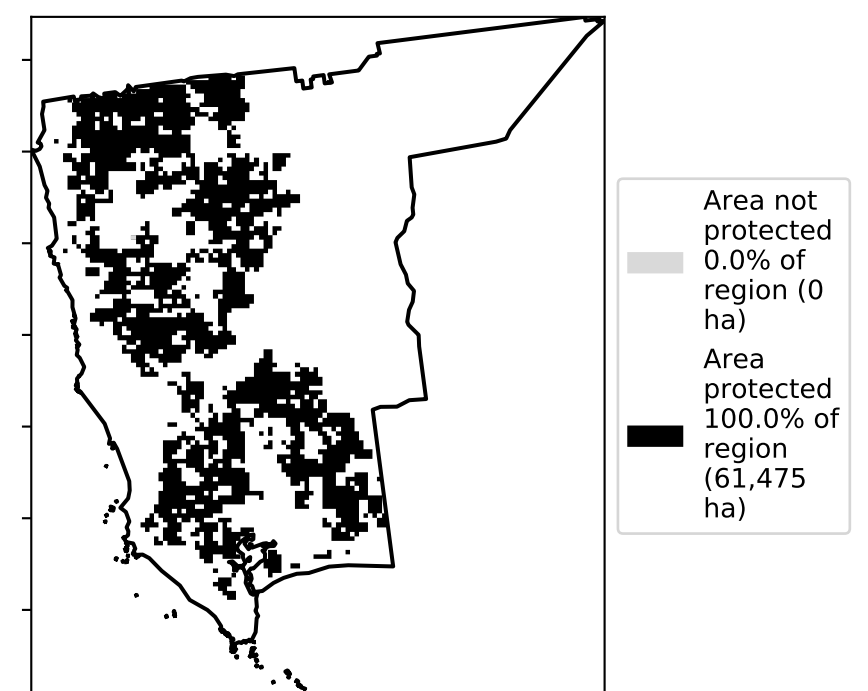 Area not
protected
0.0% of
region (0
ha)
Area
protected
100.0% of
region
(61,475
ha)